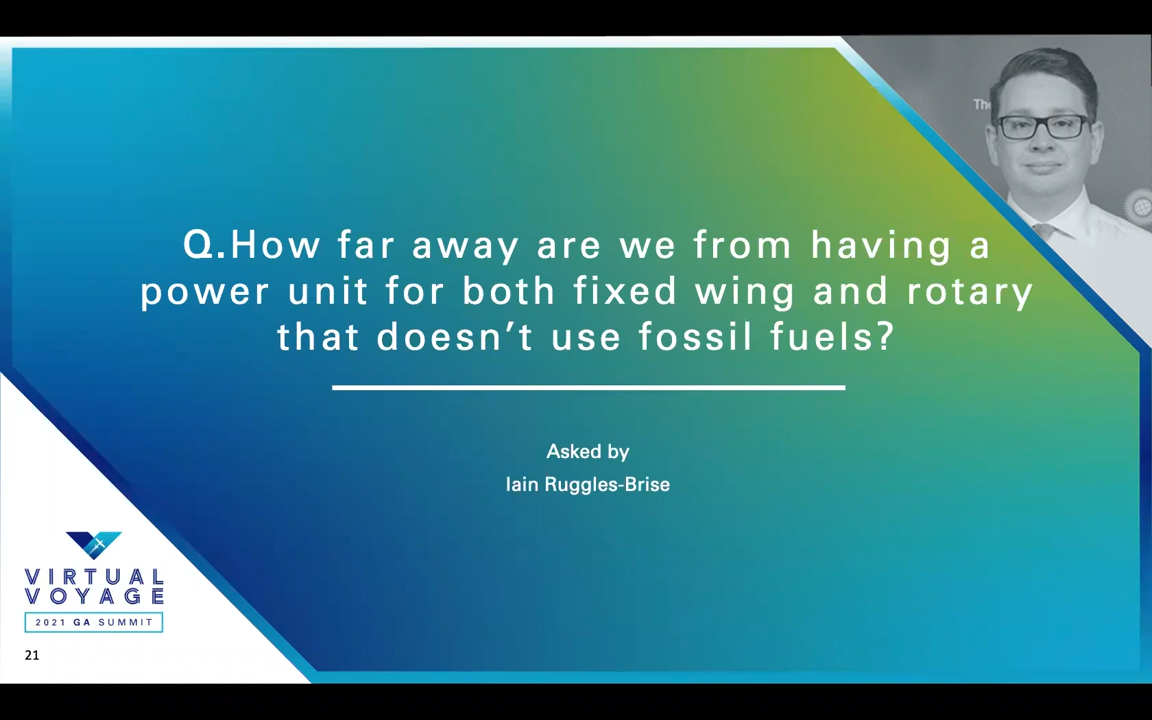 The
Q.How far away are we from having a
power unit for both fixed wing and rotary
that doesn’t use fossil fuels?
Asked by
Iain Ruggles-Brise
VIRTUAL
VOYAGE
2021 GA SUMMIT
21